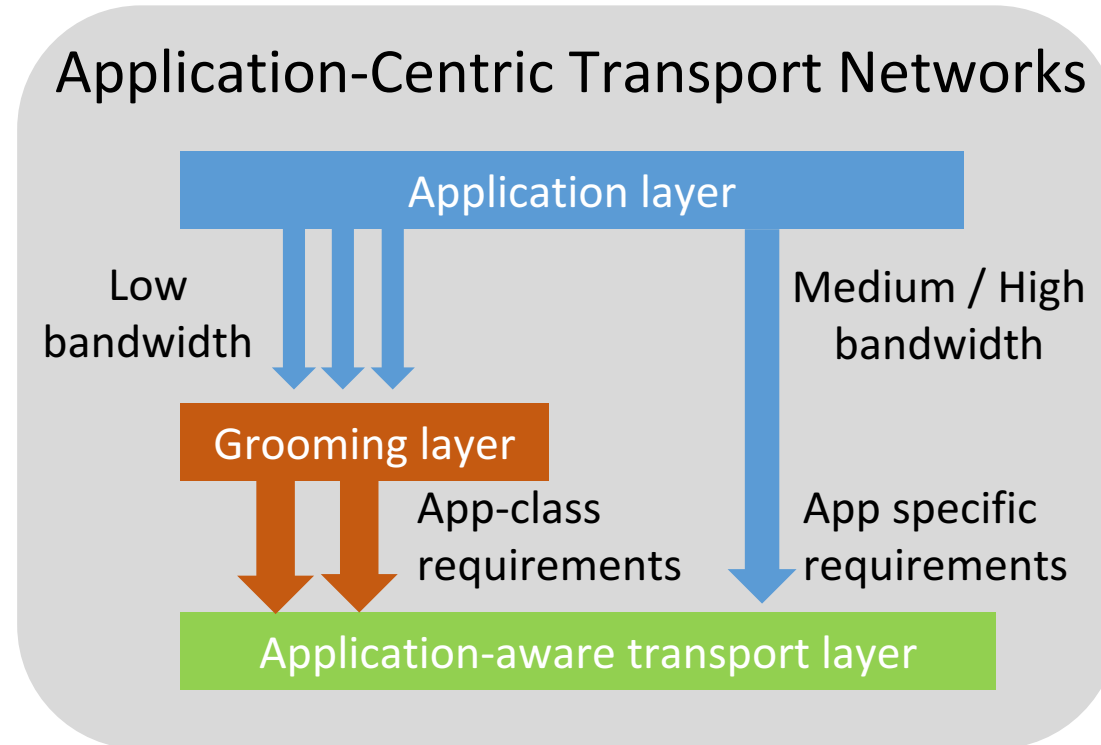 Application-Centric Transport Networks
Application layer
Low
bandwidth
Medium / High
bandwidth
Grooming layer
App-class
requirements
App specific
requirements
Application-aware transport layer